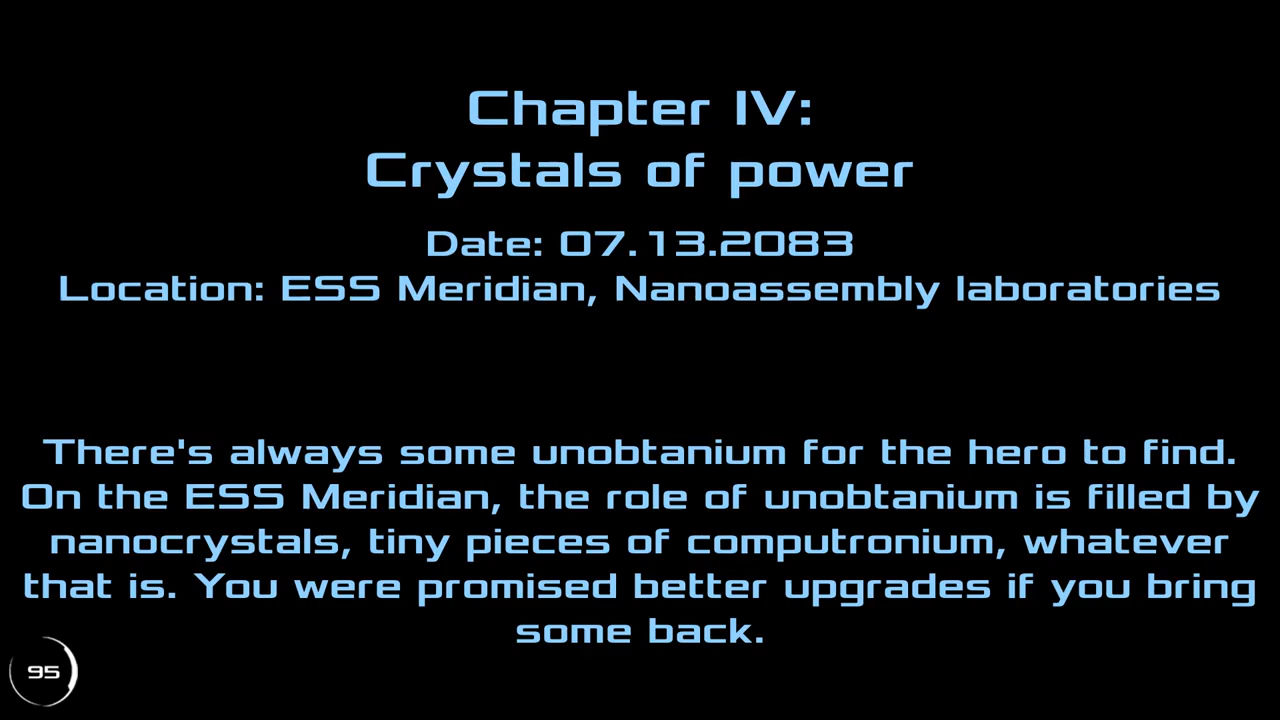 Chapter IV:
Crystals of power
Date: 07.13.2083
Location: ESS Meridian, Nanoassembly laboratories
There's always some unobtanium for the hero to find.
On the ESS Meridian, the role of unobtanium is filled by
nanocrystals, tiny pieces of computronium, whatever
that is. You were promised better upgrades if you bring
some back.
95